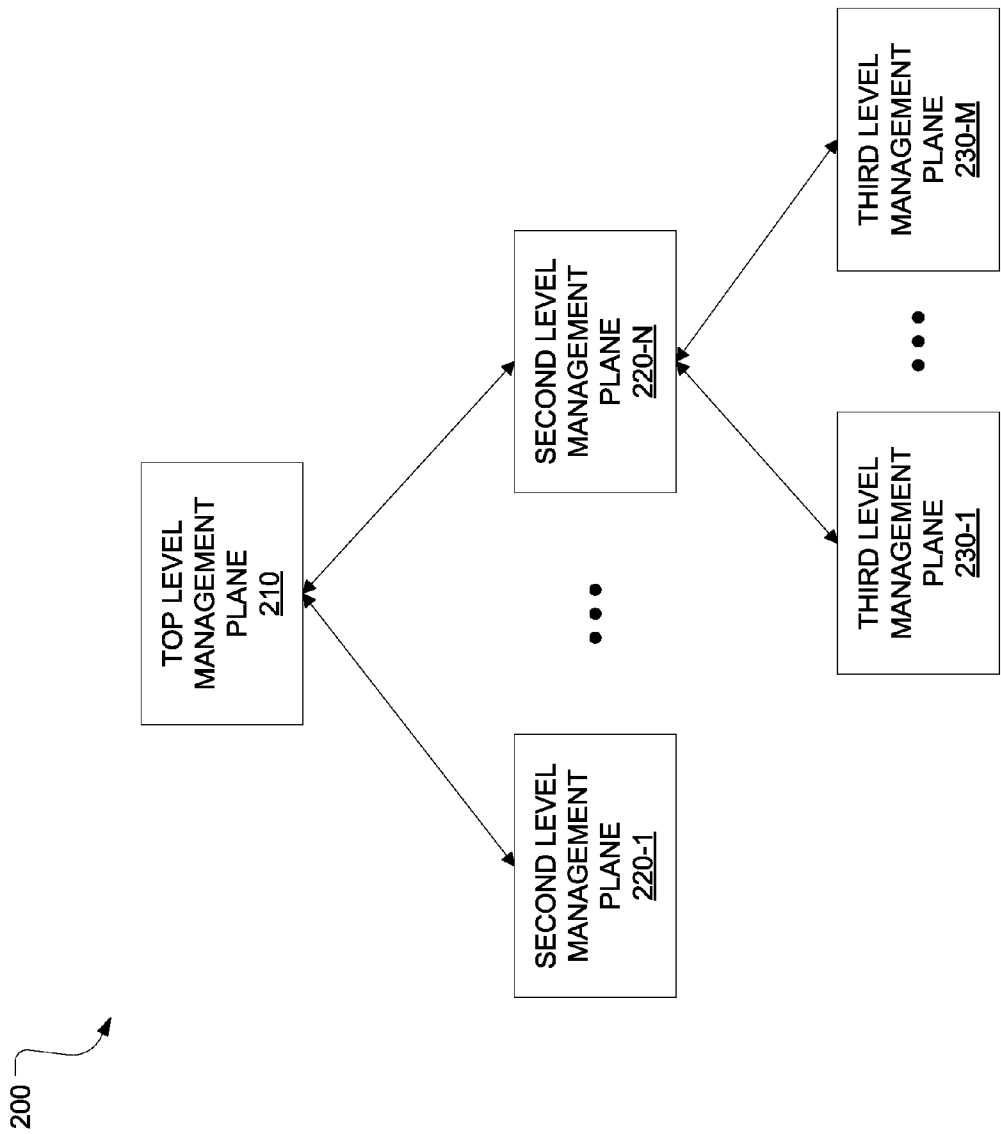 200
TOP LEVEL
MANAGEMENT
PLANE
210
SECOND LEVEL
MANAGEMENT
PLANE
220-1
SECOND LEVEL
MANAGEMENT
PLANE
220-N
THIRD LEVEL
MANAGEMENT
PLANE
230-1
THIRD LEVEL
MANAGEMENT
PLANE
230-M